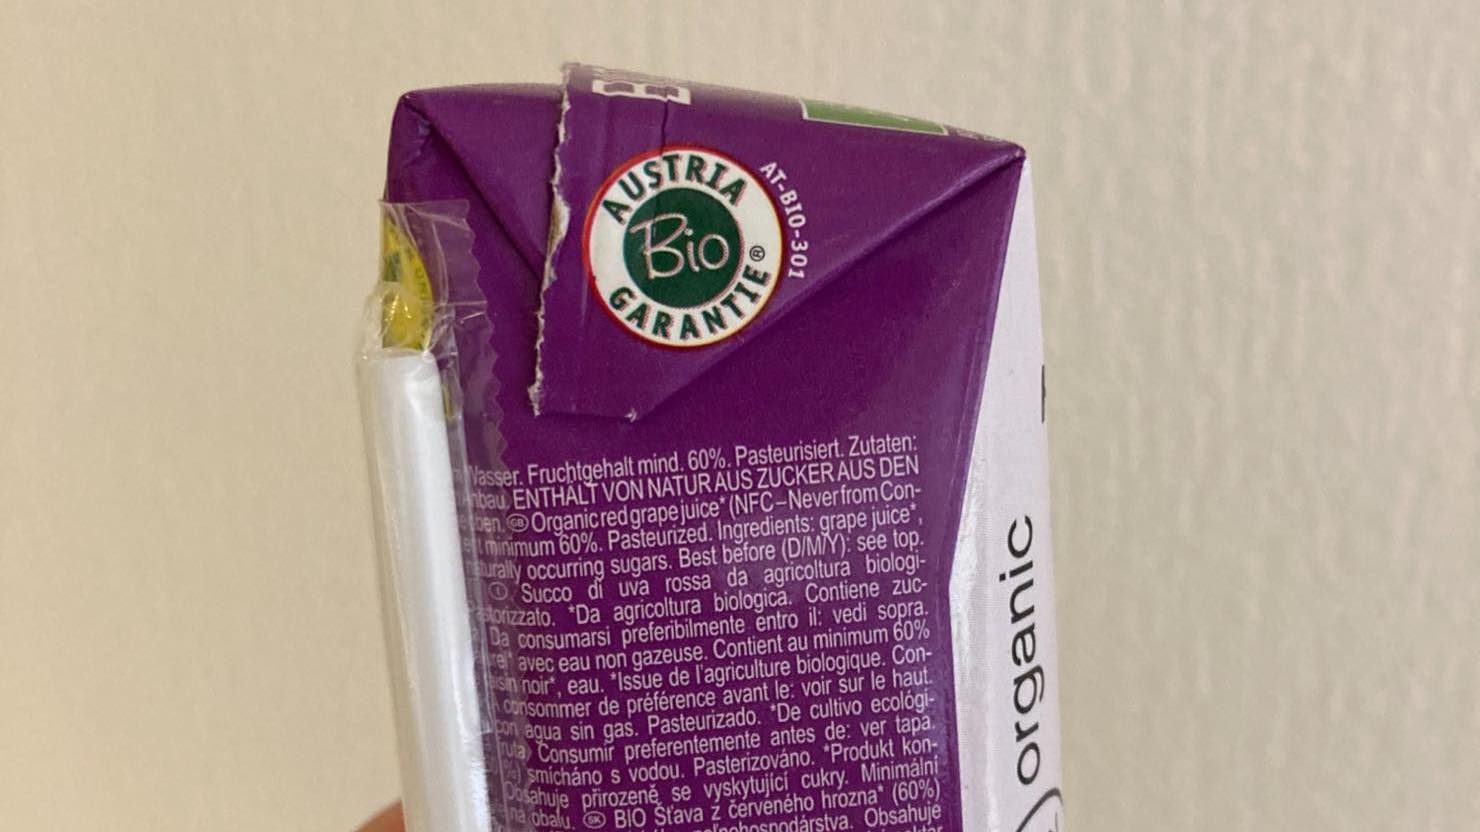 AUSTRIA
Bio
GARANTIE®
AT-BIO-301
Wasser. Fruchtgehalt mind. 60%. Pasteurisiert. Zutaten:
ENTHÄLT VON NATUR AUS ZUCKER AUS DEN
GB Organic red grape juice* (NFC–Never from Con-
minimum 60%. Pasteurized. Ingredients: grape juice*,
naturally occurring sugars. Best before (D/M/Y): see top.
I Succo di uva rossa da agricoltura biologi-
Pastorizzato. *Da agricoltura biologica. Contiene zuc-
Da consumarsi preferibilmente entro il: vedi sopra.
avec eau non gazeuse. Contient au minimum 60%
noir*, eau. *Issue de l'agriculture biologique. Con-
A consommer de préférence avant le: voir sur le haut.
con agua sin gas. Pasteurizado. *De cultivo ecológi-
Consumir preferentemente antes de: ver tapa.
smícháno s vodou. Pasterizováno. *Produkt kon-
Obsahuje přirozeně se vyskytující cukry. Minimální
na obalu. SK BIO Šťava z červeného hrozna* (60%)
Obsahuje
organic